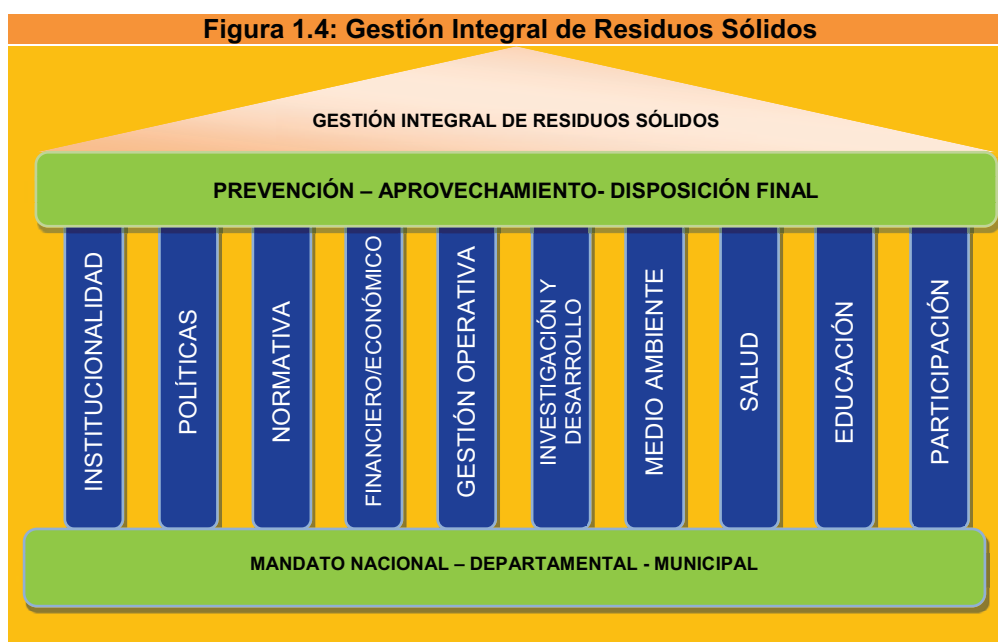 Figura 1.4: Gestión Integral de Residuos Sólidos
GESTIÓN INTEGRAL DE RESIDUOS SÓLIDOS
PREVENCIÓN – APROVECHAMIENTO- DISPOSICIÓN FINAL
INSTITUCIONALIDAD
POLÍTICAS
NORMATIVA
FINANCIERO/ECONÓMICO
GESTIÓN OPERATIVA
INVESTIGACIÓN Y
DESARROLLO
MEDIO AMBIENTE
SALUD
EDUCACIÓN
PARTICIPACIÓN
MANDATO NACIONAL – DEPARTAMENTAL - MUNICIPAL